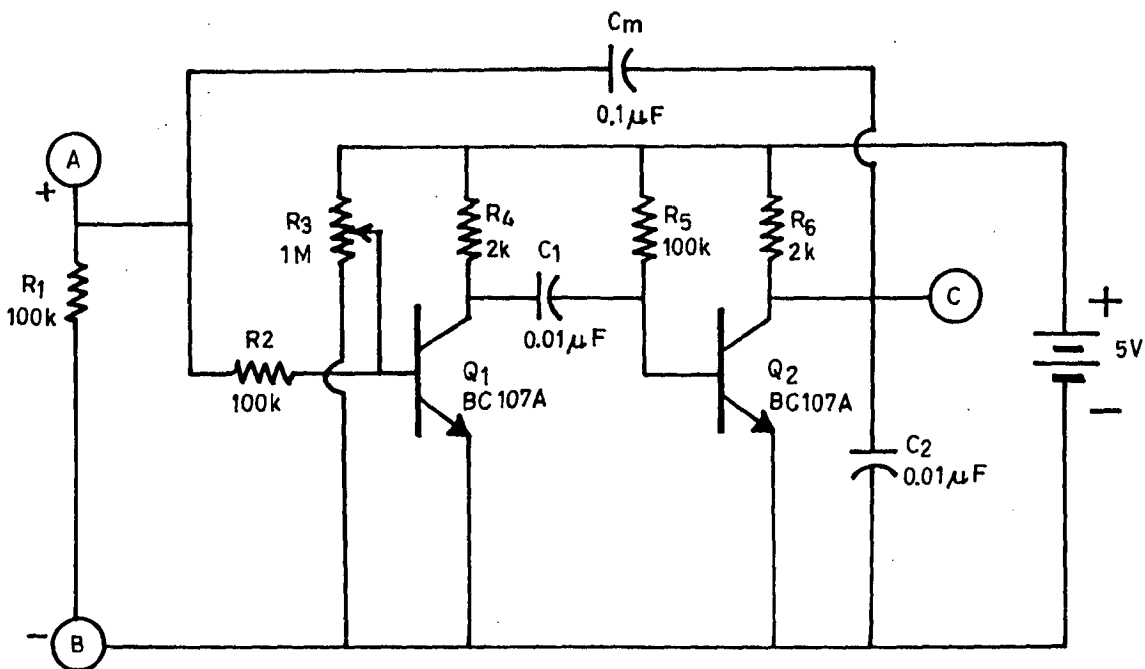 Cm
0.1µF
A
+
R3
1M
R4
2k
C1
0.01µF
R5
100k
R6
2k
C
+
5V
−
R1
100k
R2
100k
Q1
BC107A
Q2
BC107A
C2
0.01µF
−
B